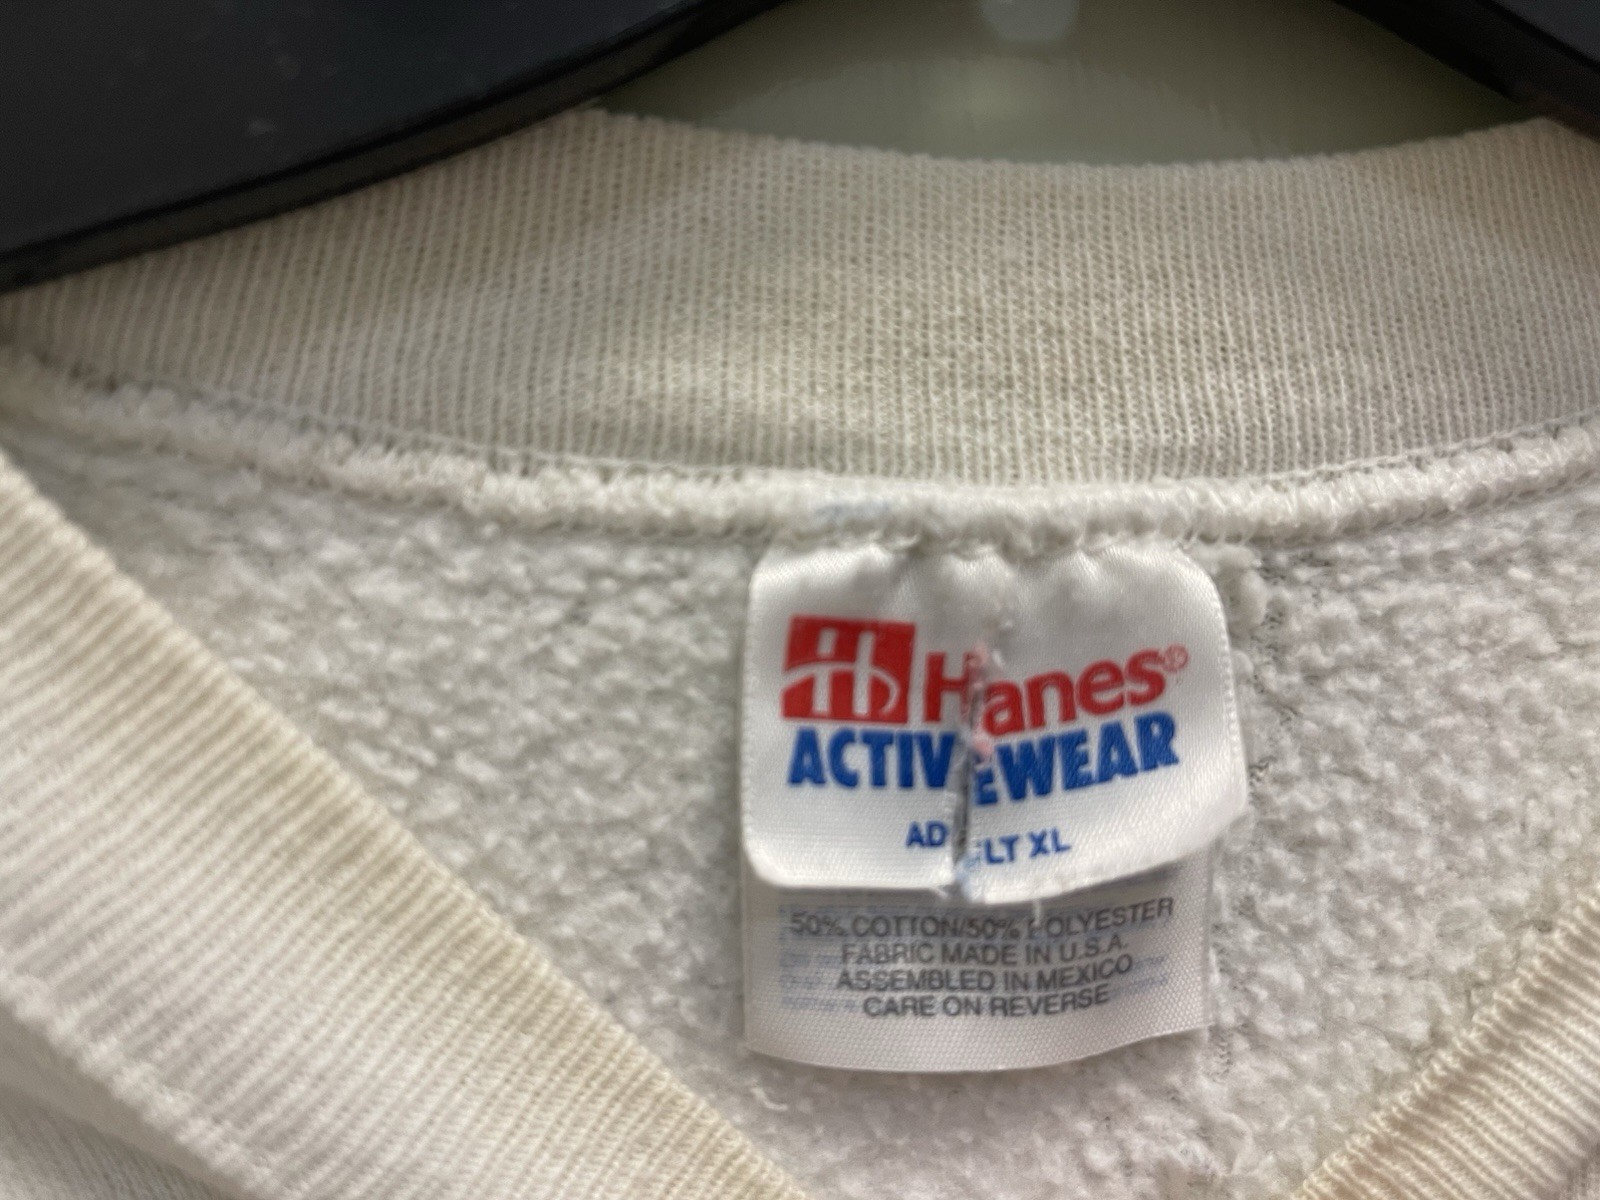 Hanes®
ACTIVEWEAR
ADULT XL
50% COTTON/50% POLYESTER
FABRIC MADE IN U.S.A.
ASSEMBLED IN MEXICO
CARE ON REVERSE